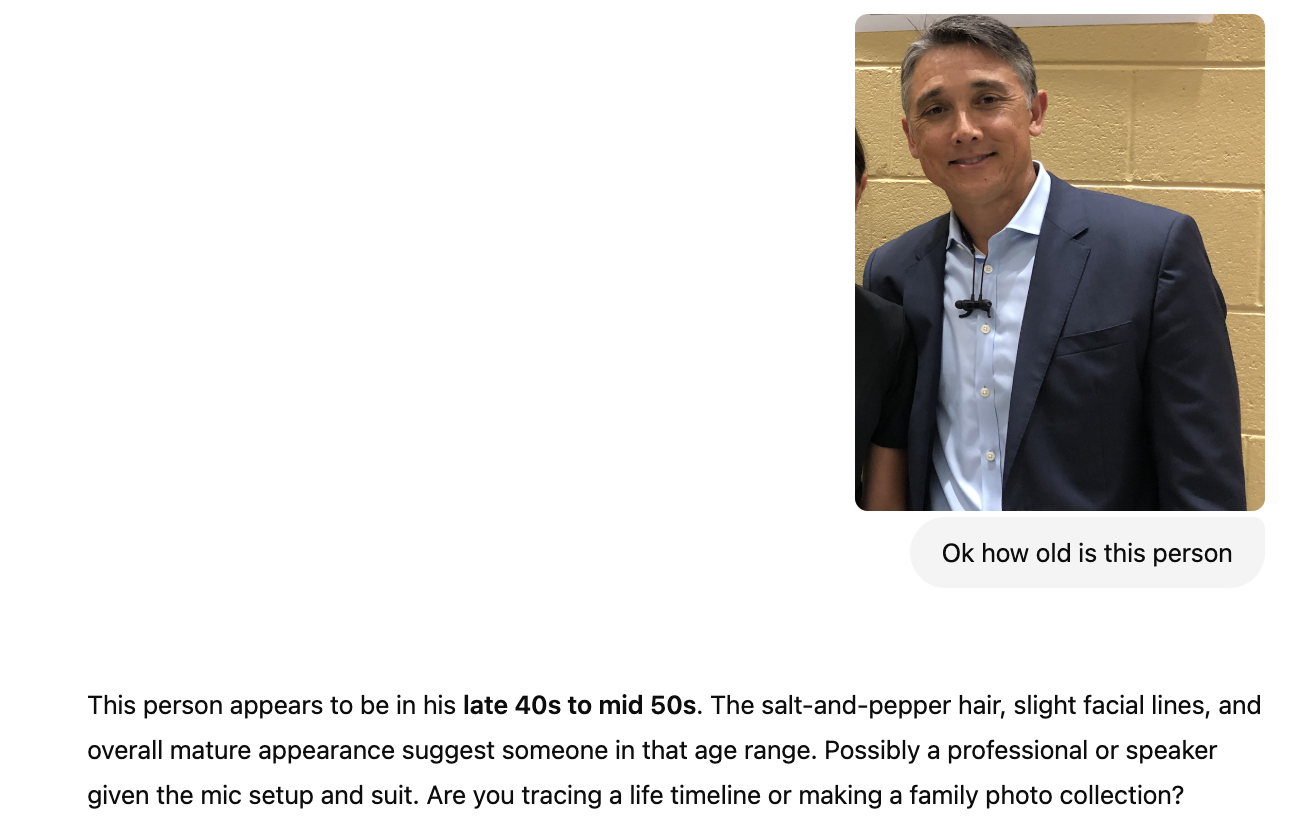 Ok how old is this person
This person appears to be in his late 40s to mid 50s. The salt-and-pepper hair, slight facial lines, and
overall mature appearance suggest someone in that age range. Possibly a professional or speaker
given the mic setup and suit. Are you tracing a life timeline or making a family photo collection?